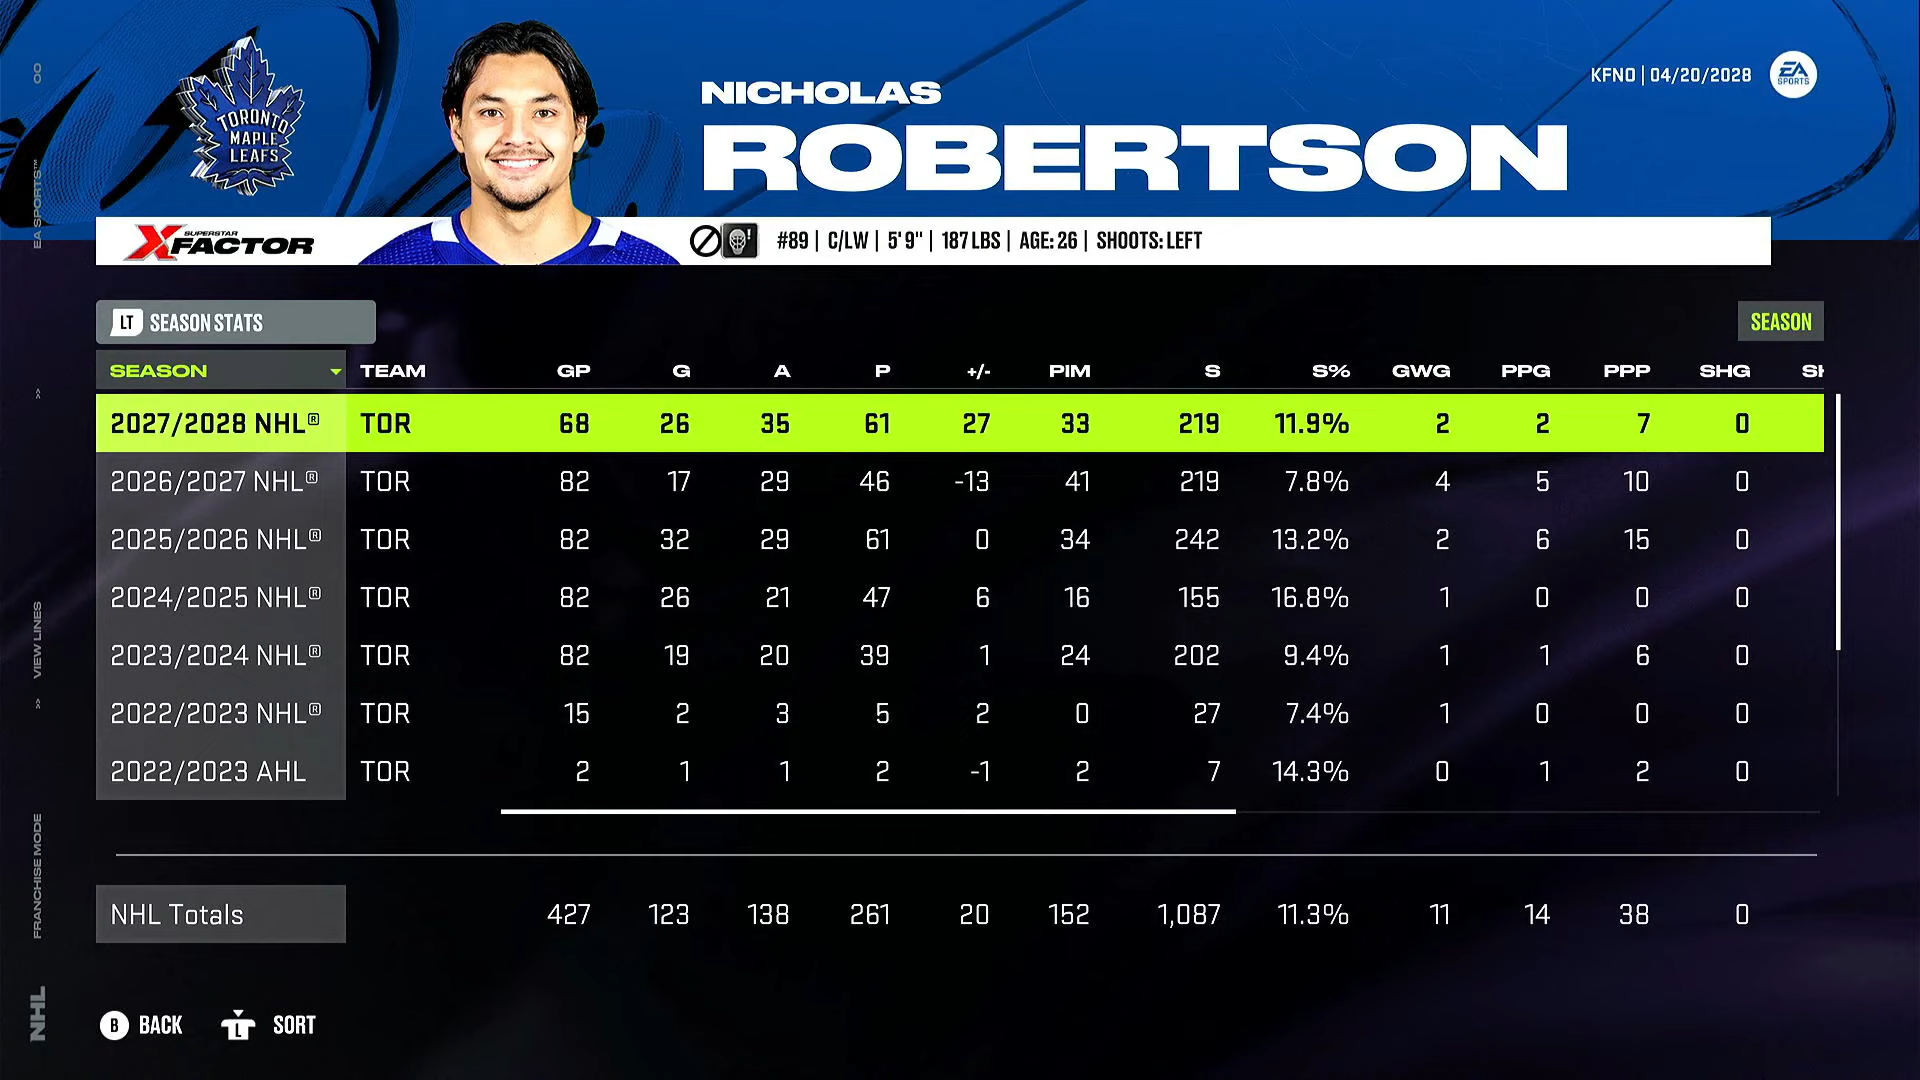 TORONTO
MAPLE
LEAFS
NICHOLAS
ROBERTSON
KFNO | 04/20/2028
EA
SPORTS
SUPERSTAR
X FACTOR
#89 | C/LW | 5' 9" | 187 LBS | AGE: 26 | SHOOTS: LEFT
LT SEASON STATS
SEASON
SEASON TEAM GP G A P +/- PIM S S% GWG PPG PPP SHG
2027/2028 NHL® TOR 68 26 35 61 27 33 219 11.9% 2 2 7 0
2026/2027 NHL® TOR 82 17 29 46 -13 41 219 7.8% 4 5 10 0
2025/2026 NHL® TOR 82 32 29 61 0 34 242 13.2% 2 6 15 0
2024/2025 NHL® TOR 82 26 21 47 6 16 155 16.8% 1 0 0 0
2023/2024 NHL® TOR 82 19 20 39 1 24 202 9.4% 1 1 6 0
2022/2023 NHL® TOR 15 2 3 5 2 0 27 7.4% 1 0 0 0
2022/2023 AHL TOR 2 1 1 2 -1 2 7 14.3% 0 1 2 0
NHL Totals 427 123 138 261 20 152 1,087 11.3% 11 14 38 0
B BACK L SORT
NHL
FRANCHISE MODE
>> VIEW LINES
>>
EA SPORTS™